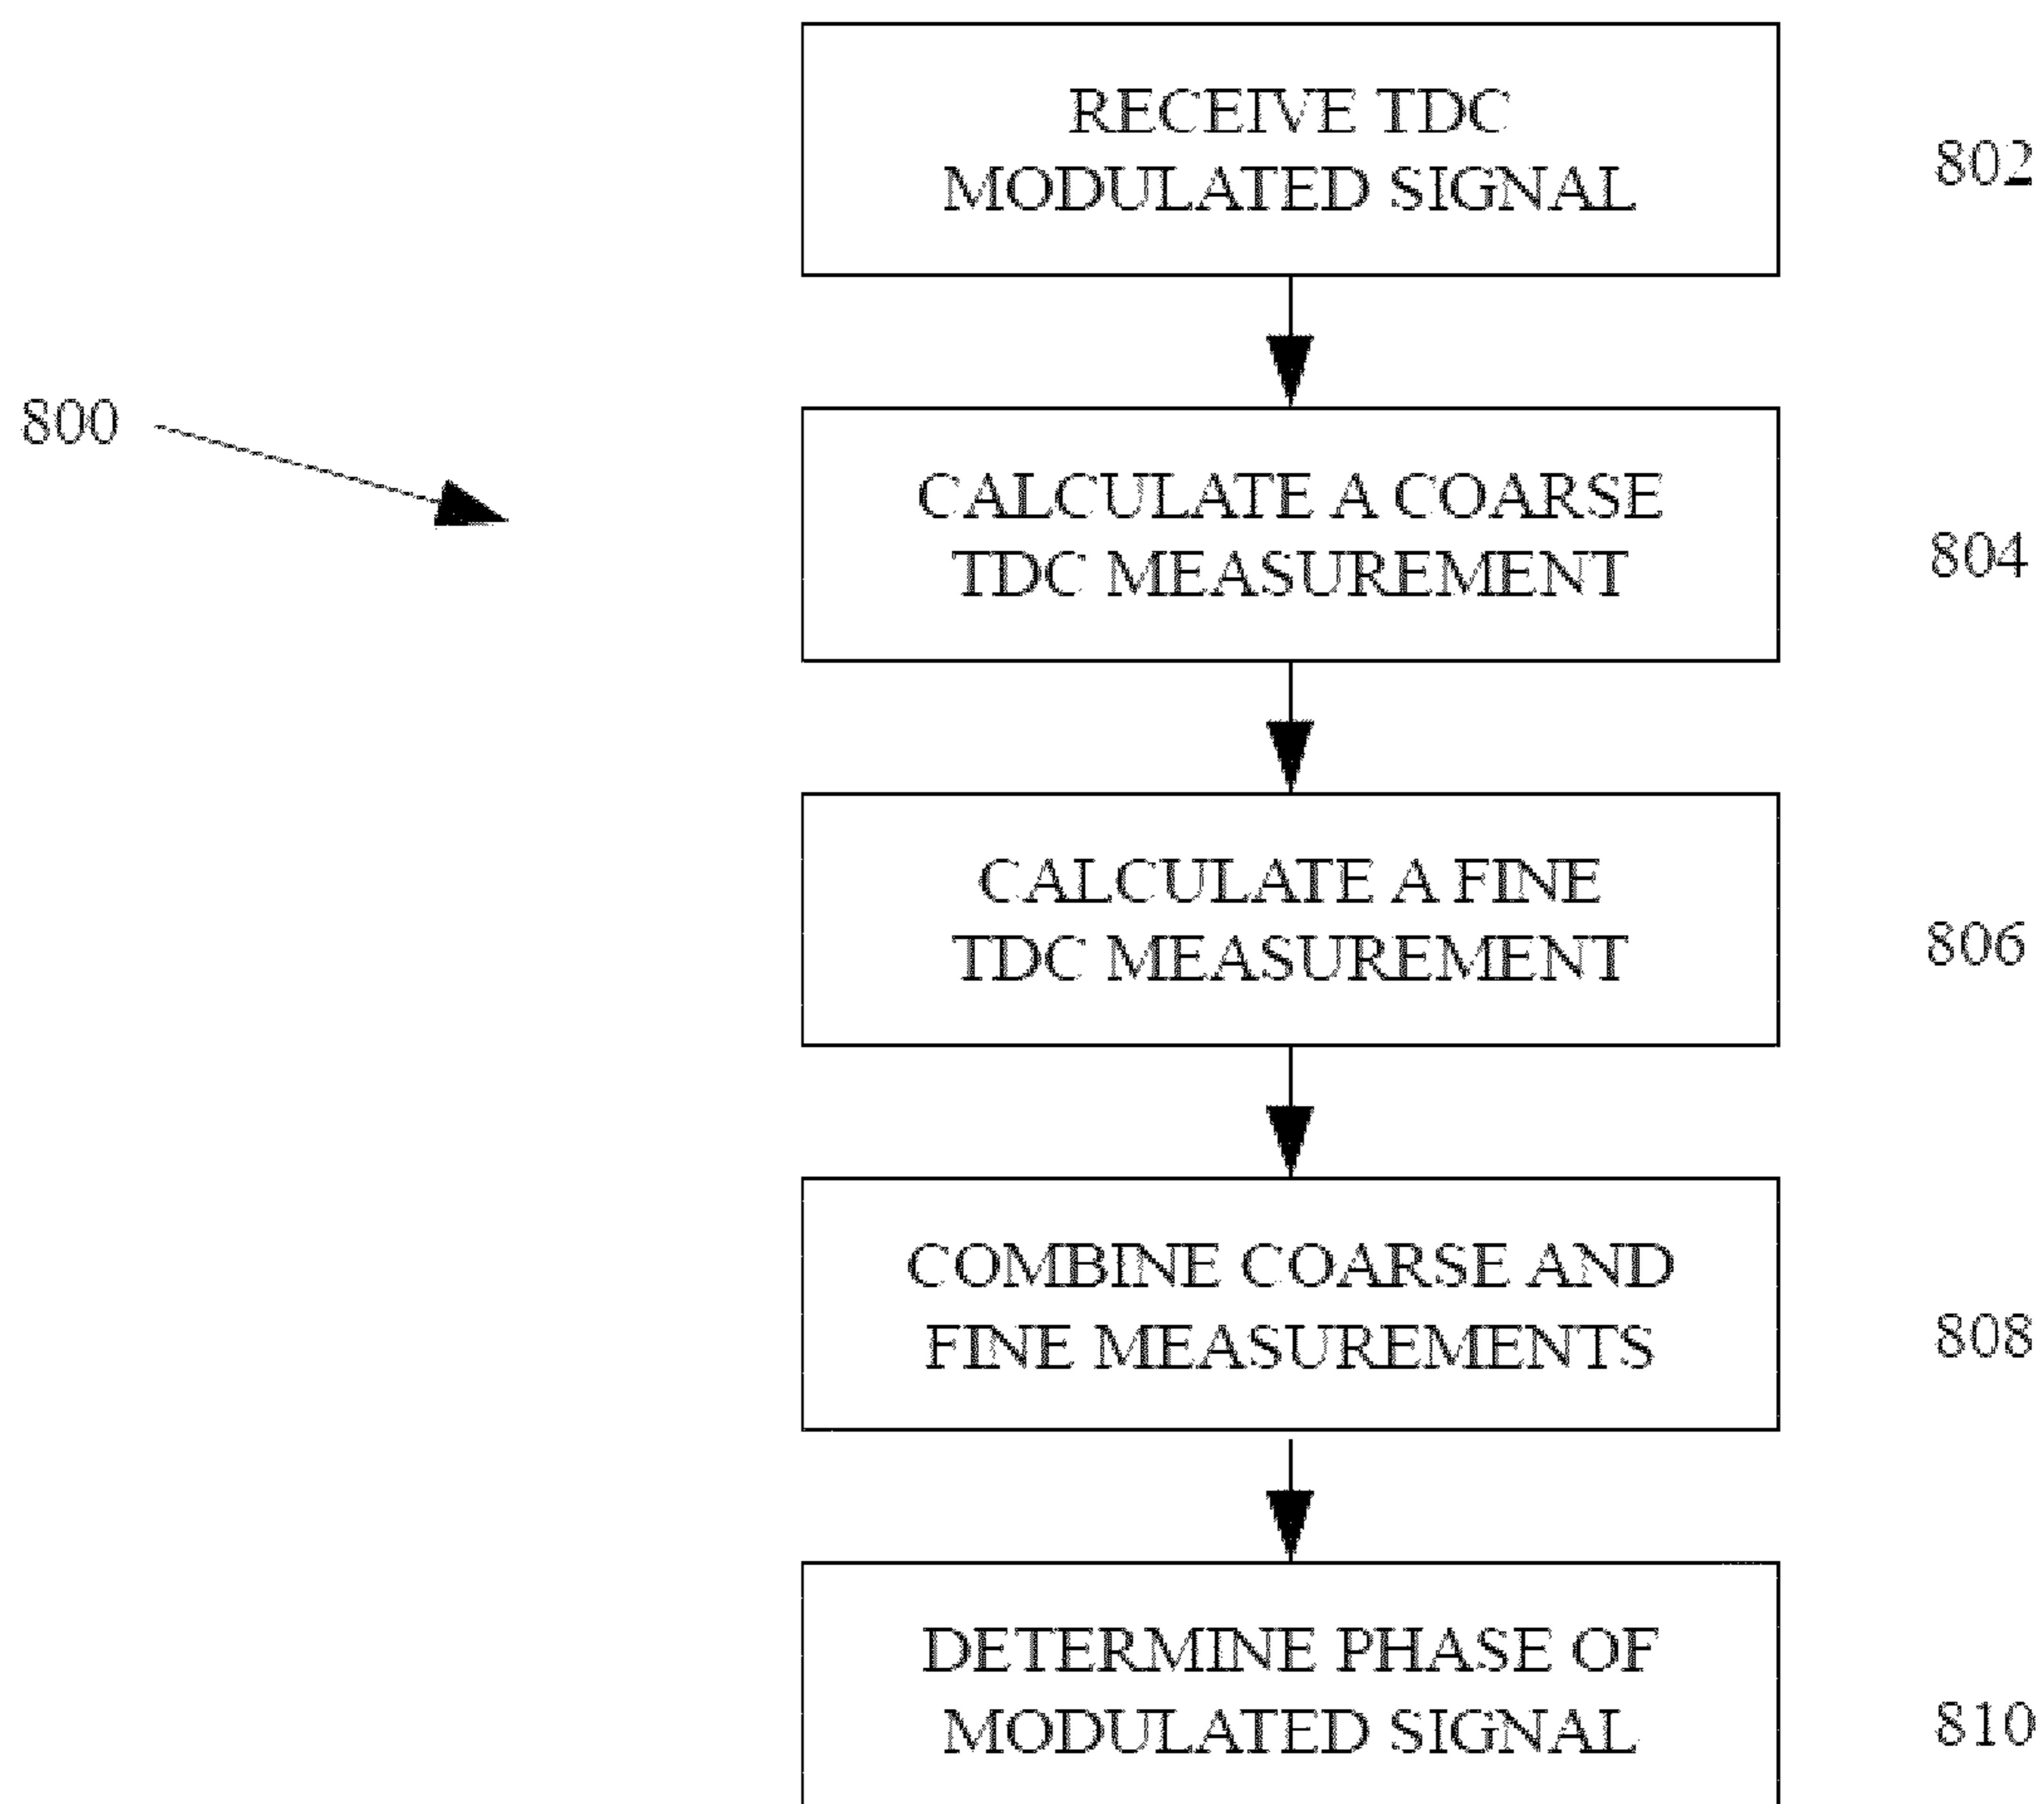 RECEIVE TDC
MODULATED SIGNAL
802
800
CALCULATE A COARSE
TDC MEASUREMENT
804
CALCULATE A FINE
TDC MEASUREMENT
806
COMBINE COARSE AND
FINE MEASUREMENTS
808
DETERMINE PHASE OF
MODULATED SIGNAL
810